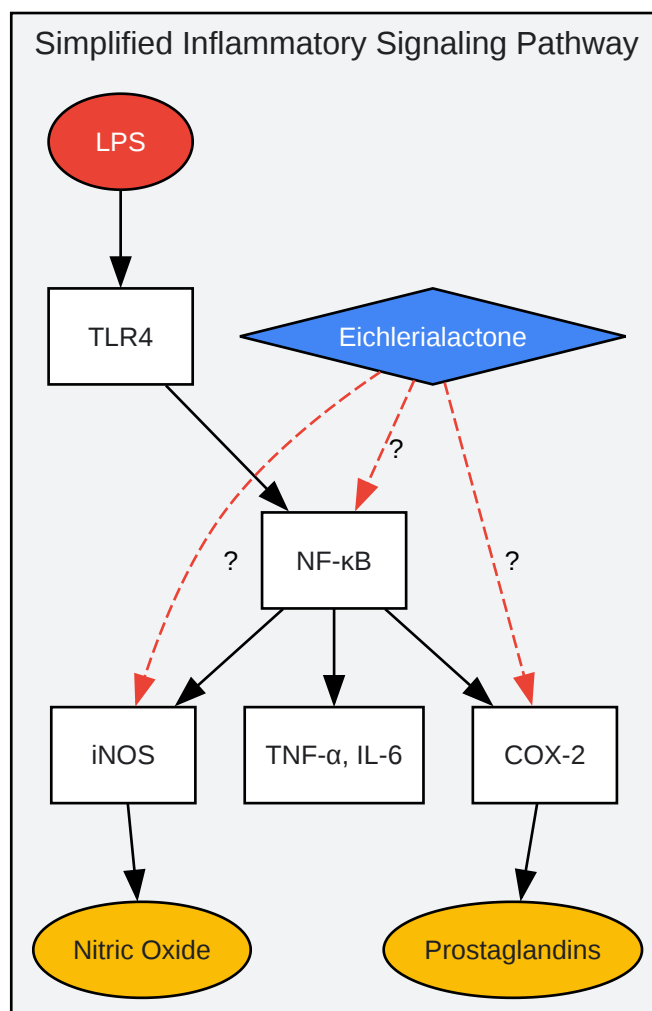 Simplified Inflammatory Signaling Pathway
LPS
TLR4
Eichlerialactone
?
NF-κB
?
?
iNOS
TNF-α, IL-6
COX-2
Nitric Oxide
Prostaglandins